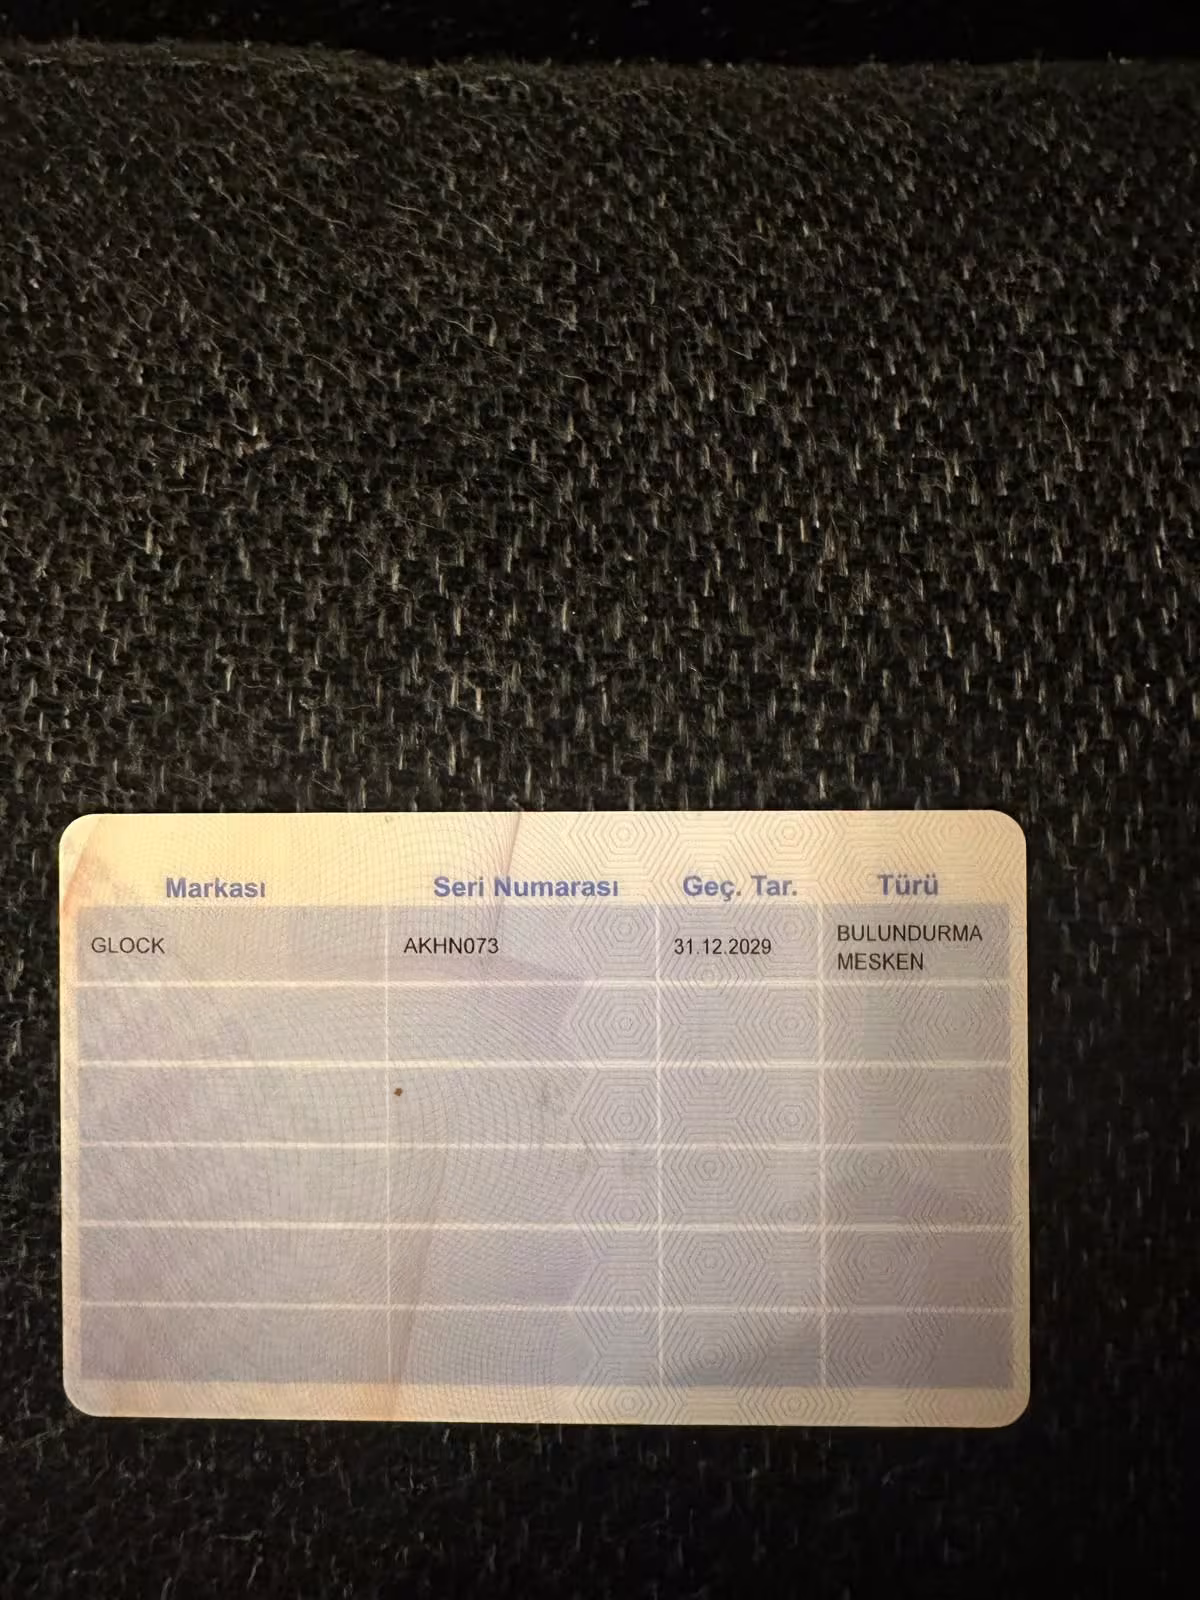 Markası Seri Numarası Geç. Tar. Türü
GLOCK AKHN073 31.12.2029 BULUNDURMA
MESKEN